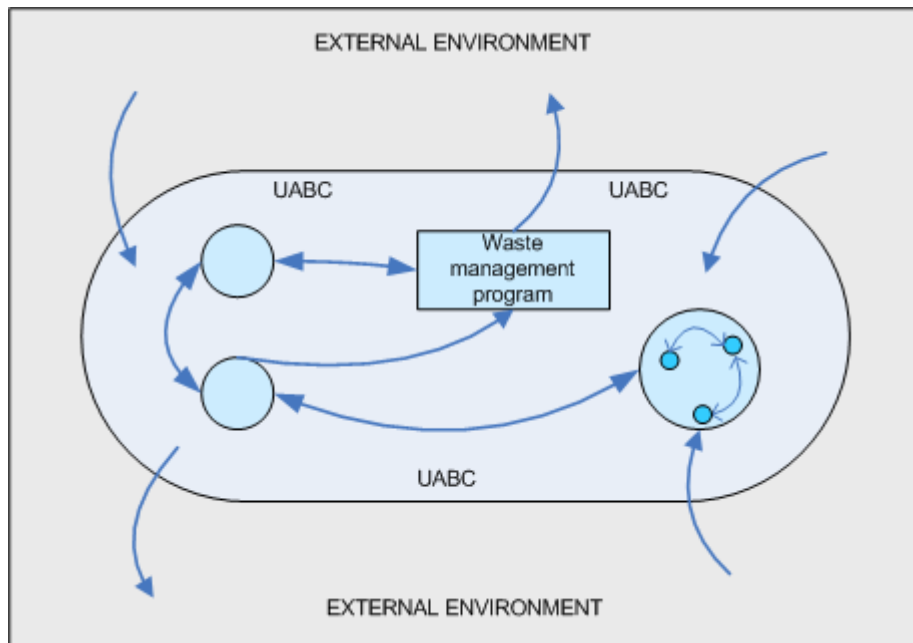 EXTERNAL ENVIRONMENT
UABC
UABC
Waste
management
program
UABC
EXTERNAL ENVIRONMENT